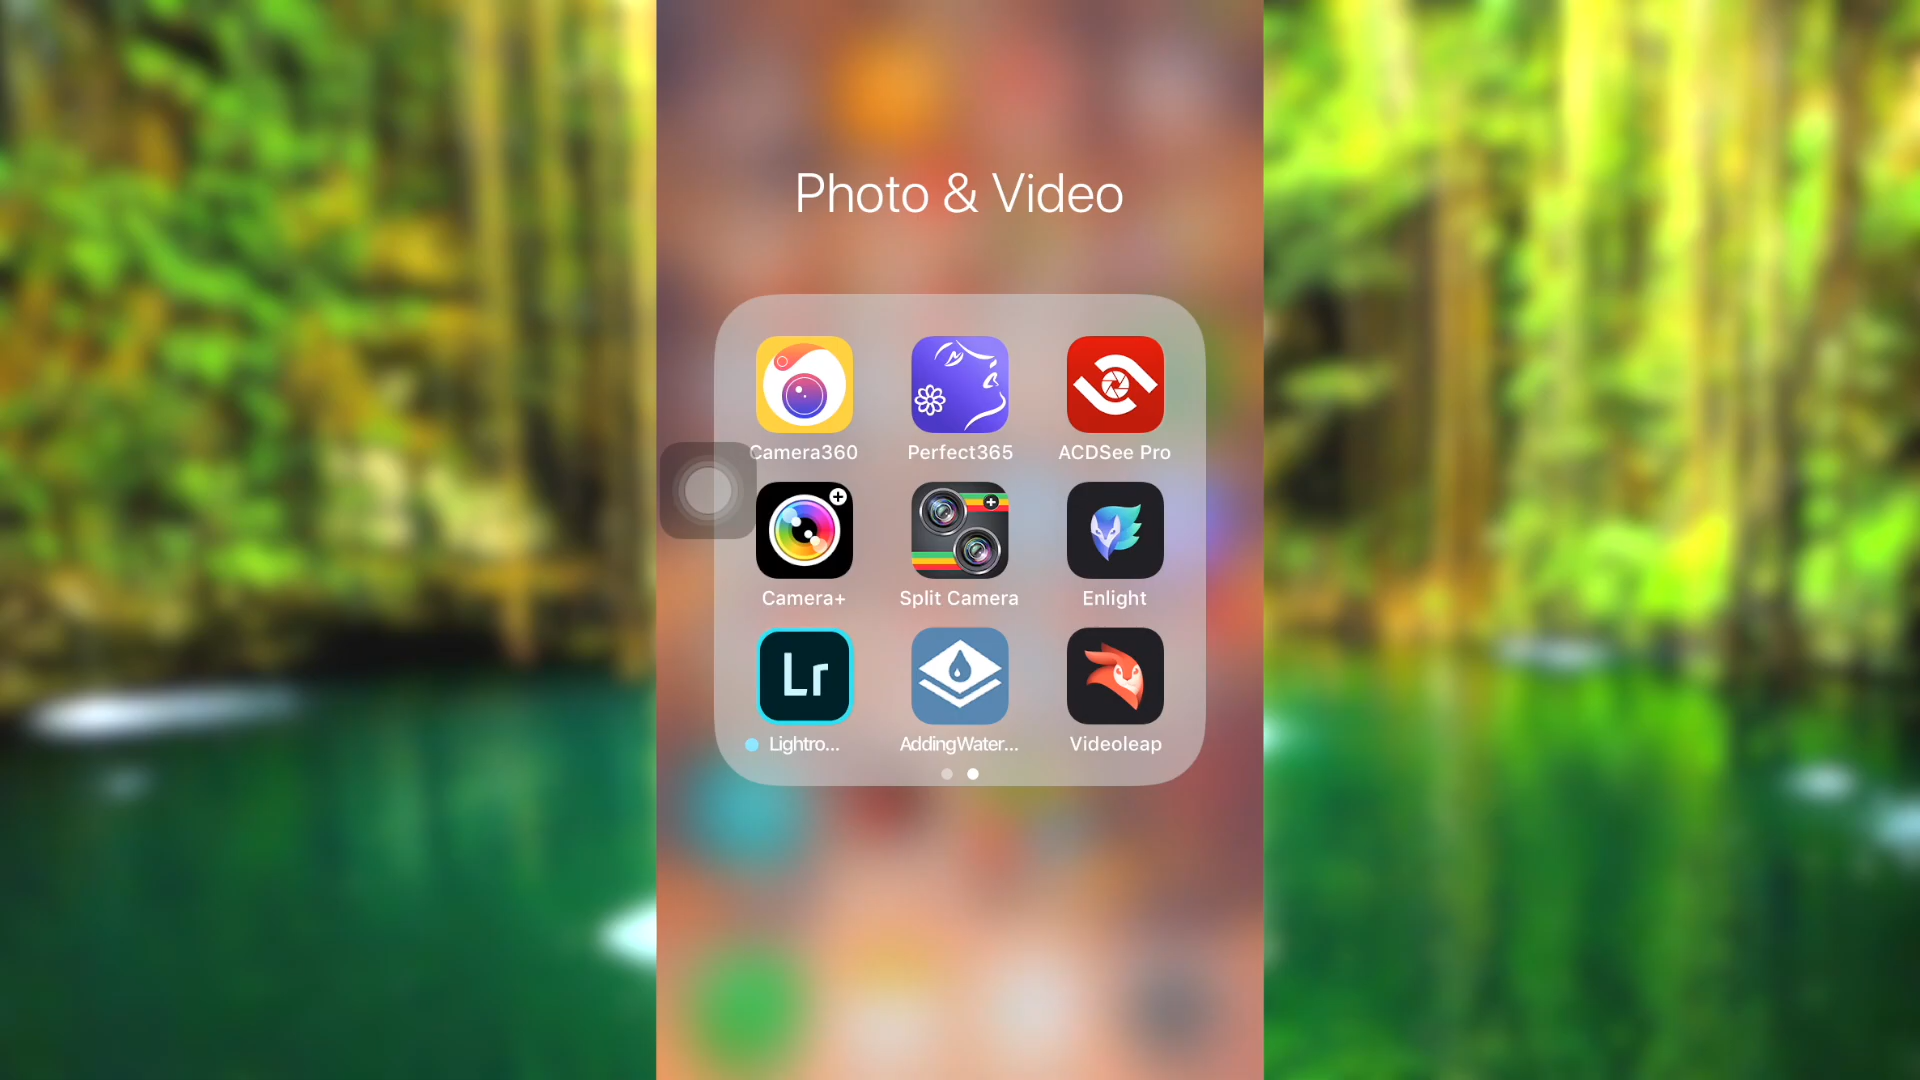 Photo & Video
Camera360
Perfect365
ACDSee Pro
Camera+
Split Camera
Enlight
Lr
Lightro...
AddingWater...
Videoleap